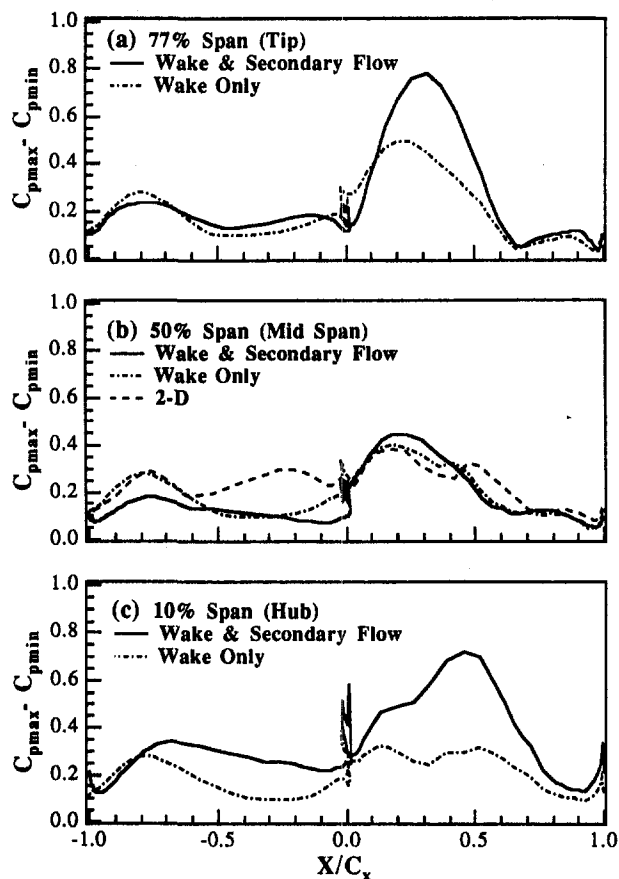 (a) 77% Span (Tip)
Wake & Secondary Flow
Wake Only
Cpmax- Cpmin
1.0
0.8
0.6
0.4
0.2
0.0
(b) 50% Span (Mid Span)
Wake & Secondary Flow
Wake Only
2-D
Cpmax- Cpmin
1.0
0.8
0.6
0.4
0.2
0.0
(c) 10% Span (Hub)
Wake & Secondary Flow
Wake Only
Cpmax- Cpmin
1.0
0.8
0.6
0.4
0.2
0.0
-1.0 -0.5 0.0 0.5 1.0
X/Cx